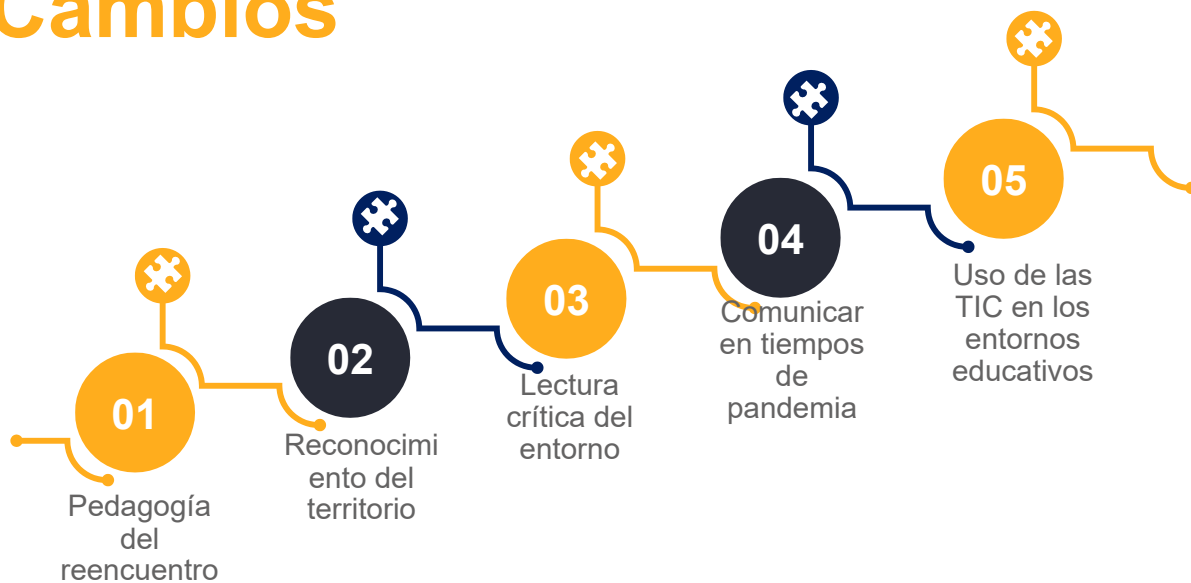 Cambios
01
Pedagogía
del
reencuentro
02
Reconocimi
ento del
territorio
03
Lectura
crítica del
entorno
04
Comunicar
en tiempos
de
pandemia
05
Uso de las
TIC en los
entornos
educativos